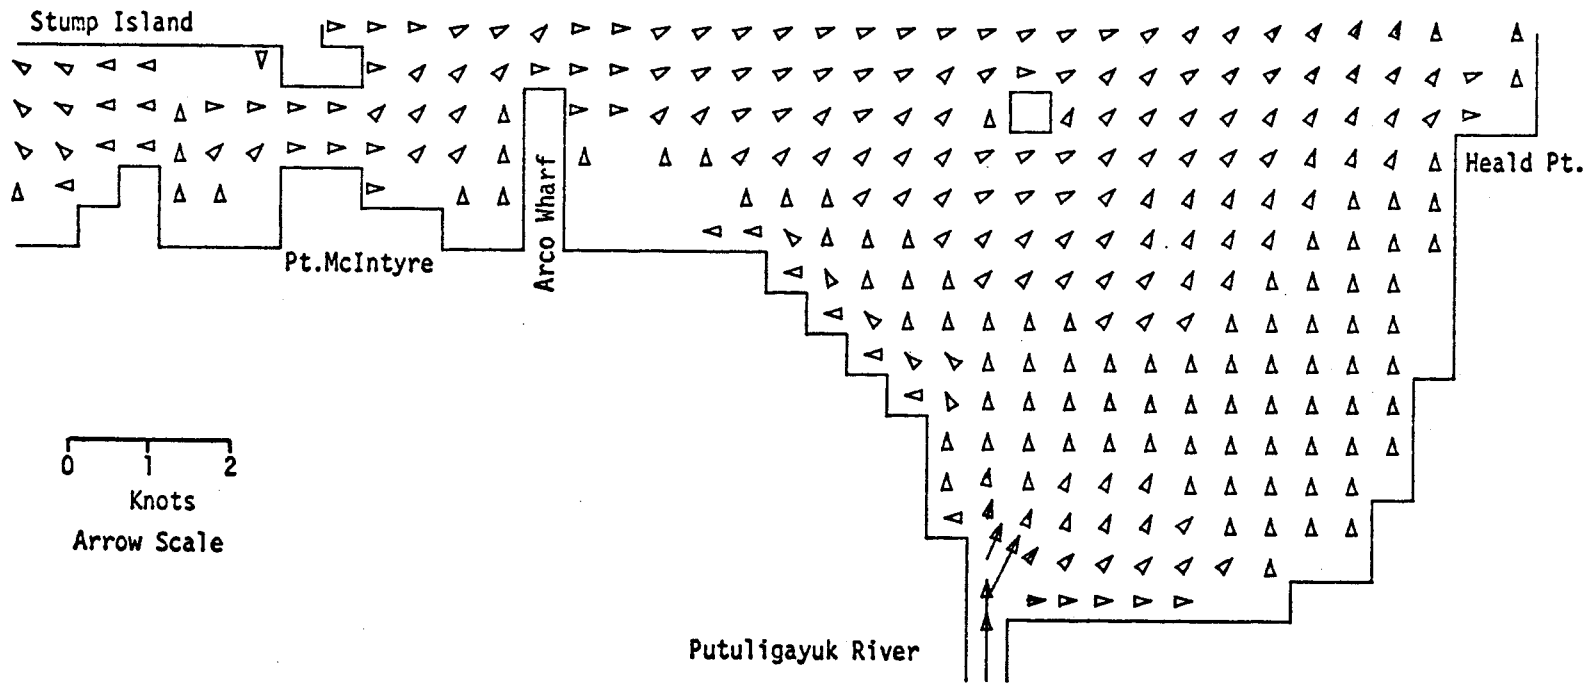 Stump Island
Heald Pt.
Arco Wharf
Pt.McIntyre
0 1 2
Knots
Arrow Scale
Putuligayuk River